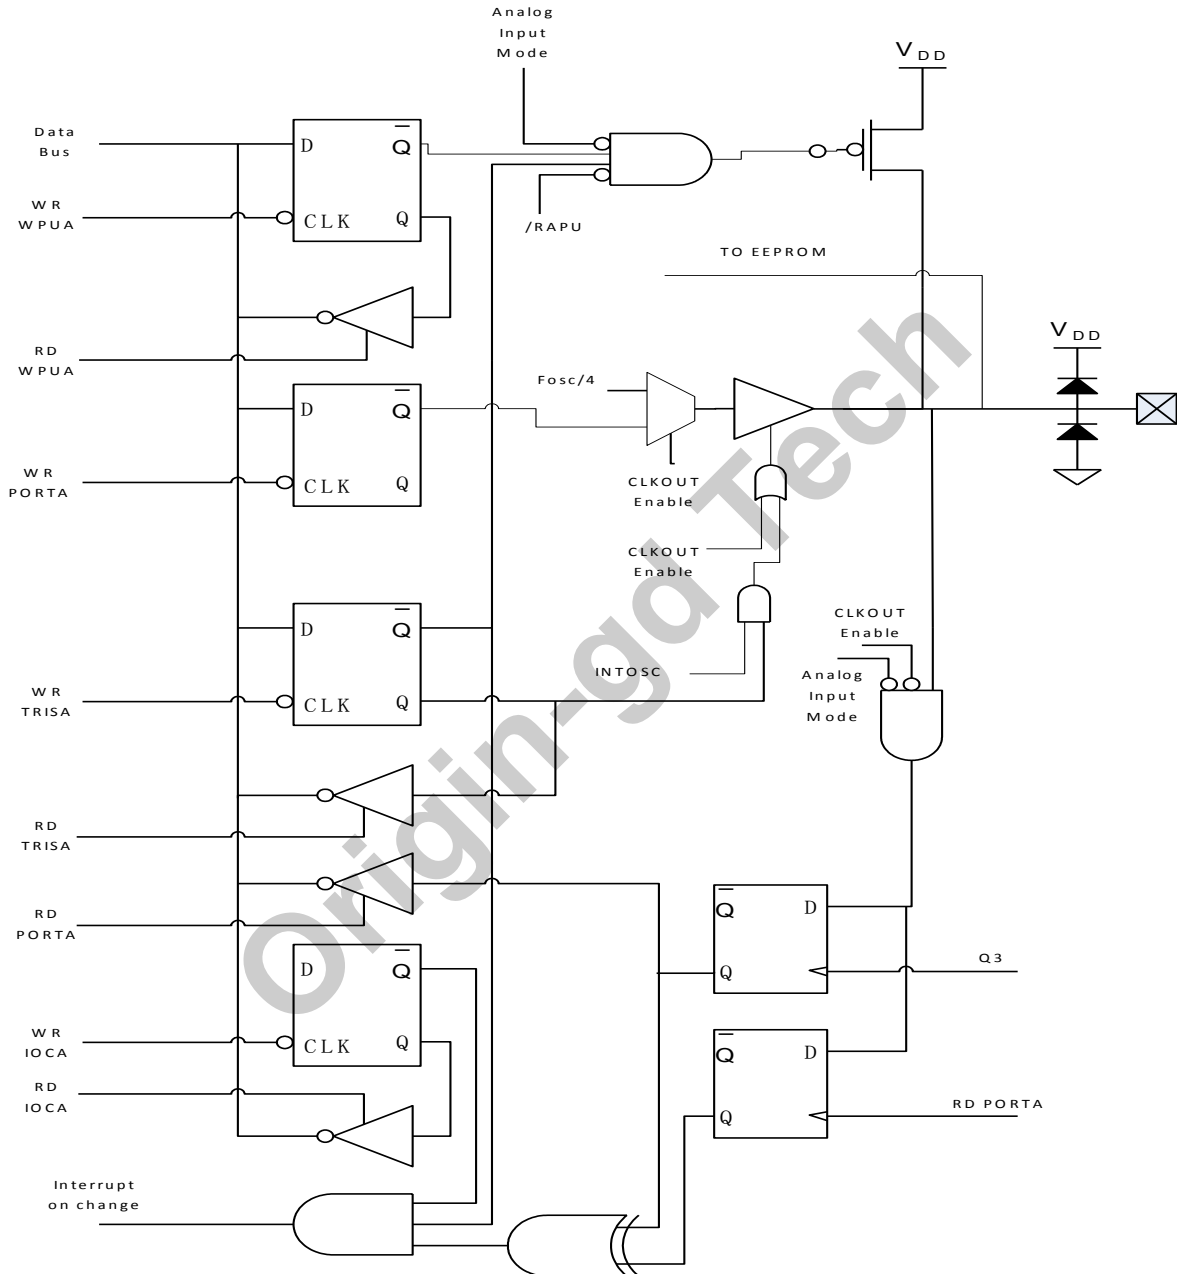 Analog
Input
Mode
VDD
Data
Bus
D
Q
WR
WPUA
CLK
Q
/RAPU
TO EEPROM
RD
WPUA
VDD
Fosc/4
D
Q
WR
PORTA
CLK
Q
CLKOUT
Enable
CLKOUT
Enable
D
Q
CLKOUT
Enable
INTOSC
Analog
Input
Mode
WR
TRISA
CLK
Q
RD
TRISA
RD
PORTA
Q
D
Q
Q3
D
Q
WR
IOCA
CLK
Q
RD
IOCA
Q
D
Q
RD PORTA
Interrupt
on change
Origin-gd Tech